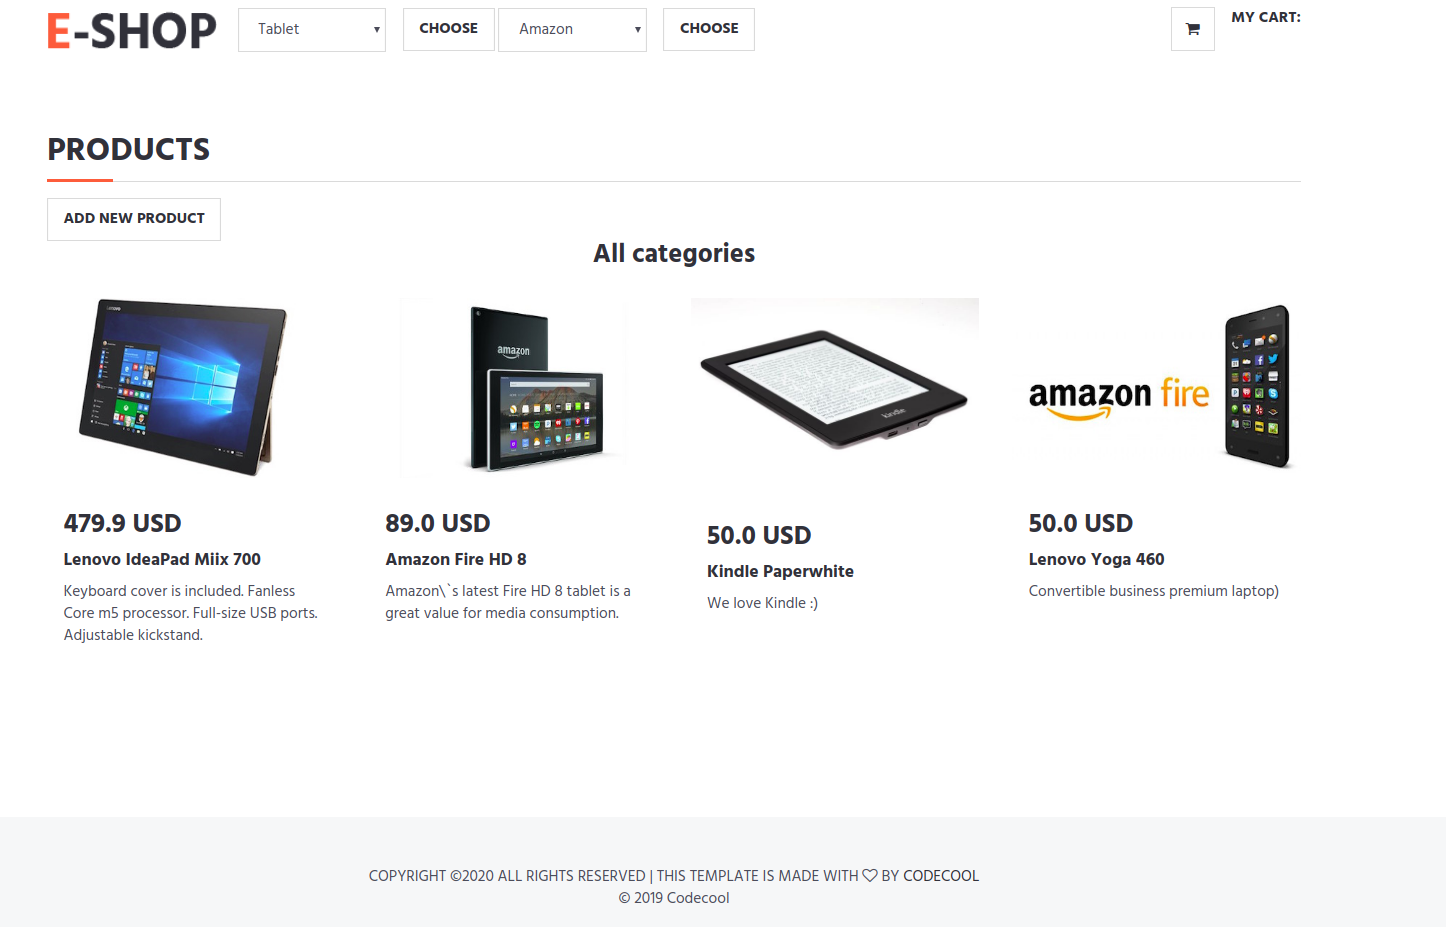 E-SHOP
Tablet
CHOOSE
Amazon
CHOOSE
MY CART:
PRODUCTS
ADD NEW PRODUCT
All categories
Lenovo
amazon
kindle
amazon fire
479.9 USD
Lenovo IdeaPad Miix 700
Keyboard cover is included. Fanless
Core m5 processor. Full-size USB ports.
Adjustable kickstand.
89.0 USD
Amazon Fire HD 8
Amazon\`s latest Fire HD 8 tablet is a
great value for media consumption.
50.0 USD
Kindle Paperwhite
We love Kindle :)
50.0 USD
Lenovo Yoga 460
Convertible business premium laptop)
COPYRIGHT ©2020 ALL RIGHTS RESERVED | THIS TEMPLATE IS MADE WITH ♡ BY CODECOOL
© 2019 Codecool